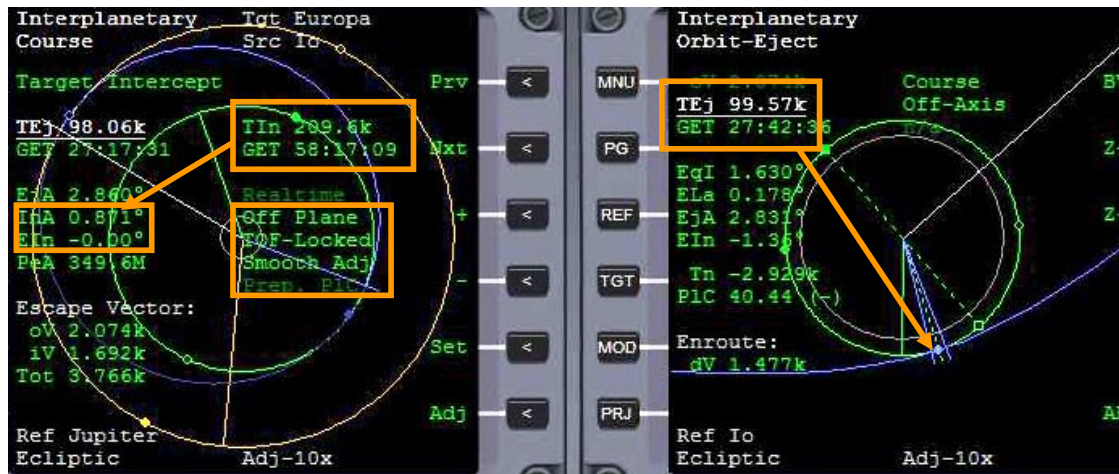 Interplanetary Tgt Europa
Course Src Io
Target Intercept
TEj 98.06k TIn 209.6k
GET 27:17:31 GET 58:17:09
EjA 2.860° Realtime
InA 0.871° Off Plane
EIn -0.00° TOF-Locked
PeA 349.6M Smooth Adj
Prep. PlC
Escape Vector:
oV 2.074k
iV 1.692k
Tot 3.766k
Ref Jupiter
Ecliptic Adj-10x
Prv
Nxt
+
-
Set
Adj
<
<
<
<
<
<
MNU
PG
REF
TGT
MOD
PRJ
Interplanetary
Orbit-Eject
oV 2.074k Course
TEj 99.57k Off-Axis
GET 27:42:36
EqI 1.630°
ELa 0.178°
EjA 2.831°
EIn
Tn -2.929k
PlC 40.44 (-)
Enroute:
dV 1.477k
Ref Io
Ecliptic Adj-10x